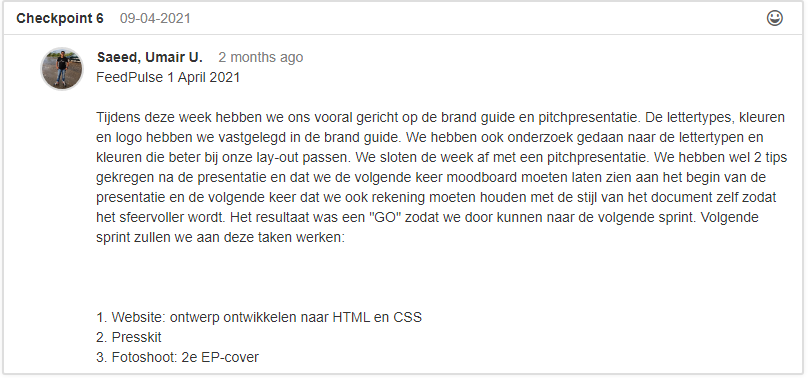 Checkpoint 6 09-04-2021
Saeed, Umair U. 2 months ago
FeedPulse 1 April 2021
Tijdens deze week hebben we ons vooral gericht op de brand guide en pitchpresentatie. De lettertypes, kleuren
en logo hebben we vastgelegd in de brand guide. We hebben ook onderzoek gedaan naar de lettertypen en
kleuren die beter bij onze lay-out passen. We sloten de week af met een pitchpresentatie. We hebben wel 2 tips
gekregen na de presentatie en dat we de volgende keer moodboard moeten laten zien aan het begin van de
presentatie en de volgende keer dat we ook rekening moeten houden met de stijl van het document zelf zodat
het sfeervoller wordt. Het resultaat was een "GO" zodat we door kunnen naar de volgende sprint. Volgende
sprint zullen we aan deze taken werken:
1. Website: ontwerp ontwikkelen naar HTML en CSS
2. Presskit
3. Fotoshoot: 2e EP-cover